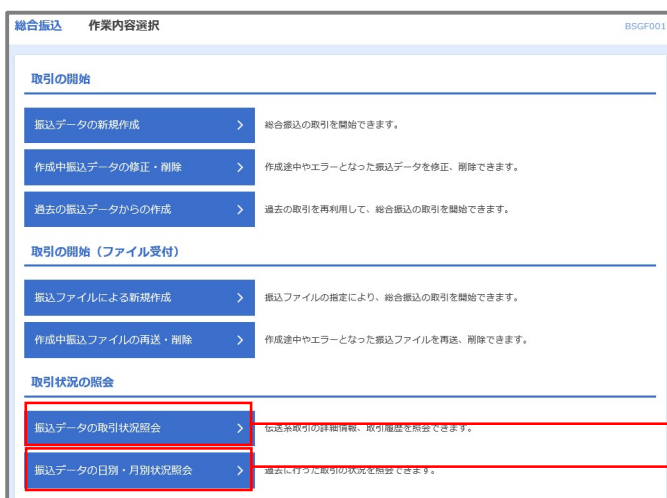 総合振込 作業内容選択 BSGF001
取引の開始
振込データの新規作成 総合振込の取引を開始できます。
作成中振込データの修正・削除 作成途中やエラーとなった振込データを修正、削除できます。
過去の振込データからの作成 過去の取引を再利用して、総合振込の取引を開始できます。
取引の開始（ファイル受付）
振込ファイルによる新規作成 振込ファイルの指定により、総合振込の取引を開始できます。
作成中振込ファイルの再送・削除 作成途中やエラーとなった振込ファイルを再送、削除できます。
取引状況の照会
振込データの取引状況照会 伝送系取引の詳細情報、取引履歴を照会できます。
振込データの日別・月別状況照会 過去に行った取引の状況を照会できます。